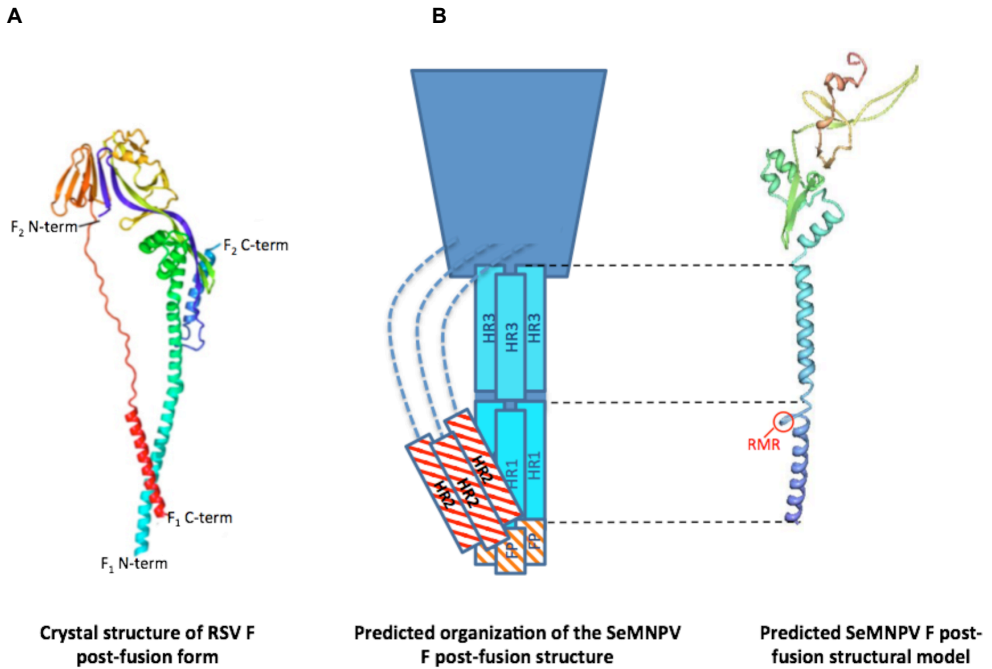 A
B
F2 N-term
F2 C-term
F1 C-term
F1 N-term
HR3
HR3
HR3
HR1
HR1
HR2
HR2
HR2
FP
FP
RMR
Crystal structure of RSV F
post-fusion form
Predicted organization of the SeMNPV
F post-fusion structure
Predicted SeMNPV F post-
fusion structural model